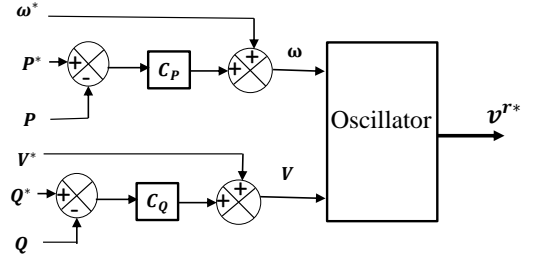 ω*
P*
+
-
C_P
+
+
ω
P
Oscillator
v^{r*}
V*
Q*
+
-
C_Q
+
+
V
Q